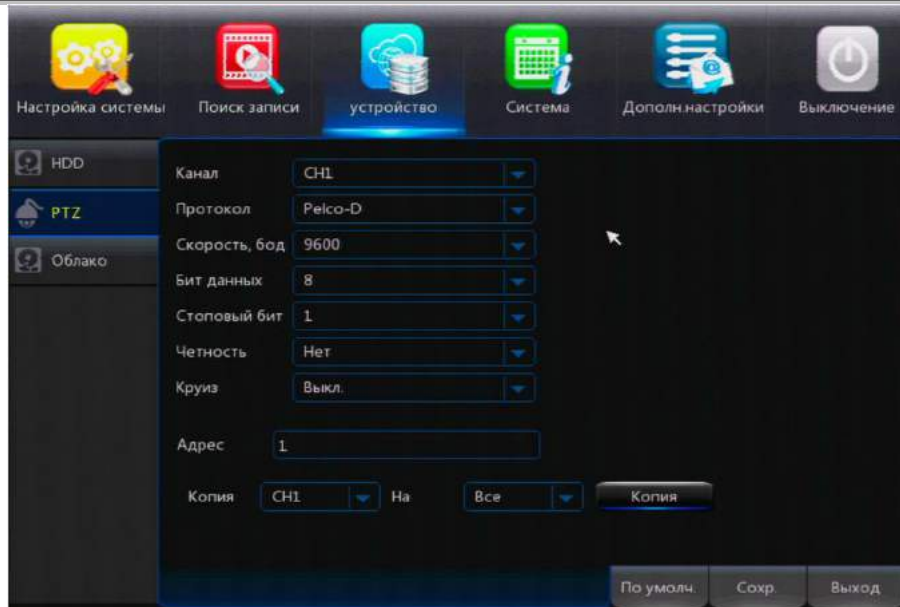 Настройка системы Поиск записи устройство Система Дополн.настройки Выключение
HDD
PTZ
Облако
Канал CH1
Протокол Pelco-D
Скорость, бод 9600
Бит данных 8
Стоповый бит 1
Четность Нет
Круиз Выкл.
Адрес 1
Копия CH1 На Все Копия
По умолч. Сохр. Выход